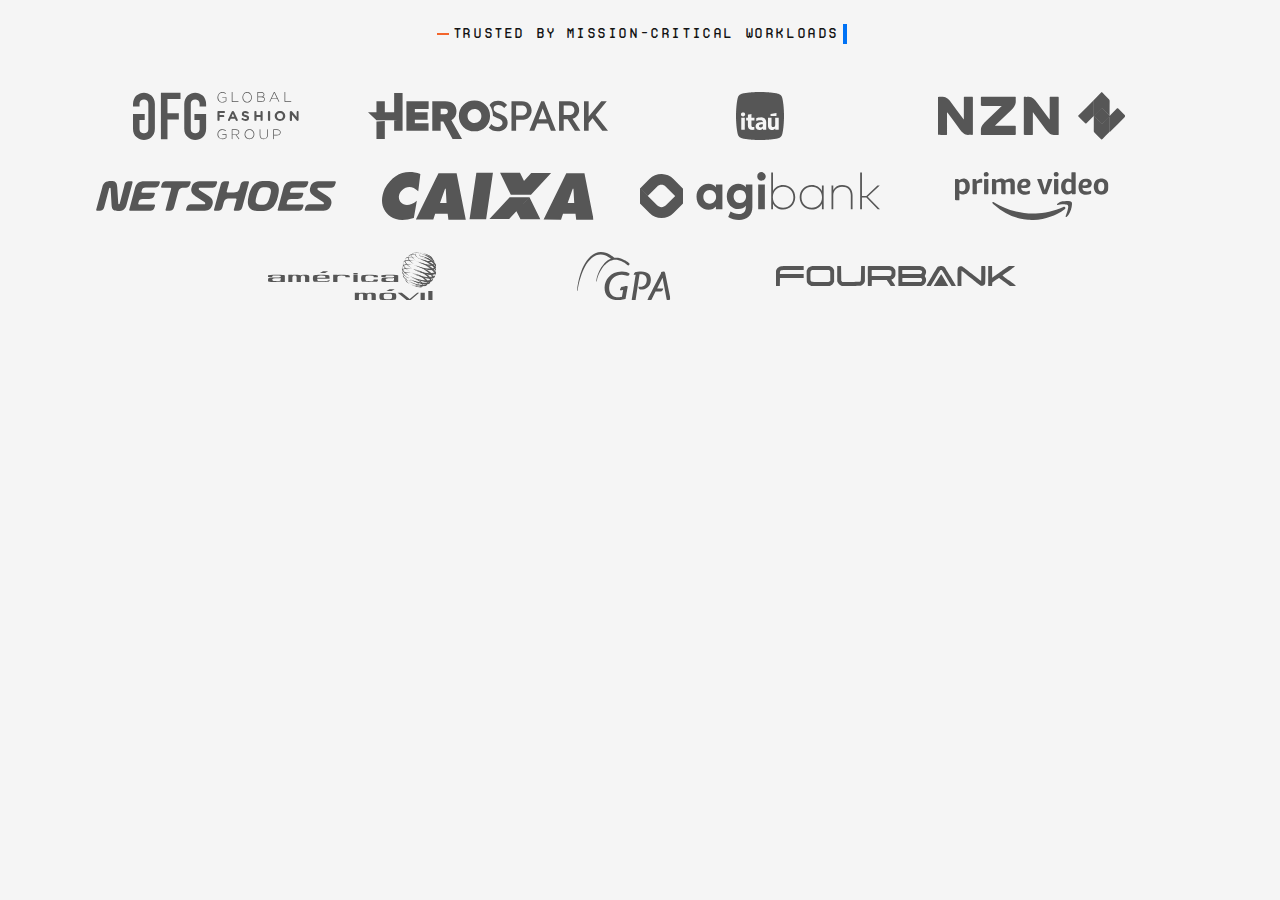 TRUSTED BY MISSION-CRITICAL WORKLOADS
GFG GLOBAL
FASHION
GROUP
HEROSPARK
itaú
NZN
NETSHOES
CAIXA
agibank
prime video
américa
móvil
GPA
FOURBANK